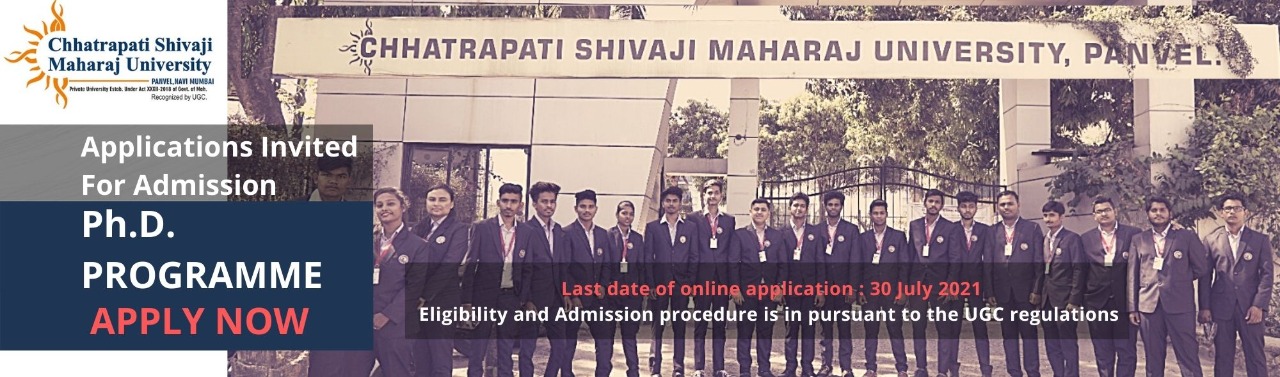 Chhatrapati Shivaji
Maharaj University
PANVEL, NAVI MUMBAI
Private University Estab. Under Act XXXII-2018 of Govt. of Mah.
Recognized by UGC.
CHHATRAPATI SHIVAJI MAHARAJ UNIVERSITY, PANVEL.
Applications Invited
For Admission
Ph.D.
PROGRAMME
APPLY NOW
Last date of online application : 30 July 2021
Eligibility and Admission procedure is in pursuant to the UGC regulations